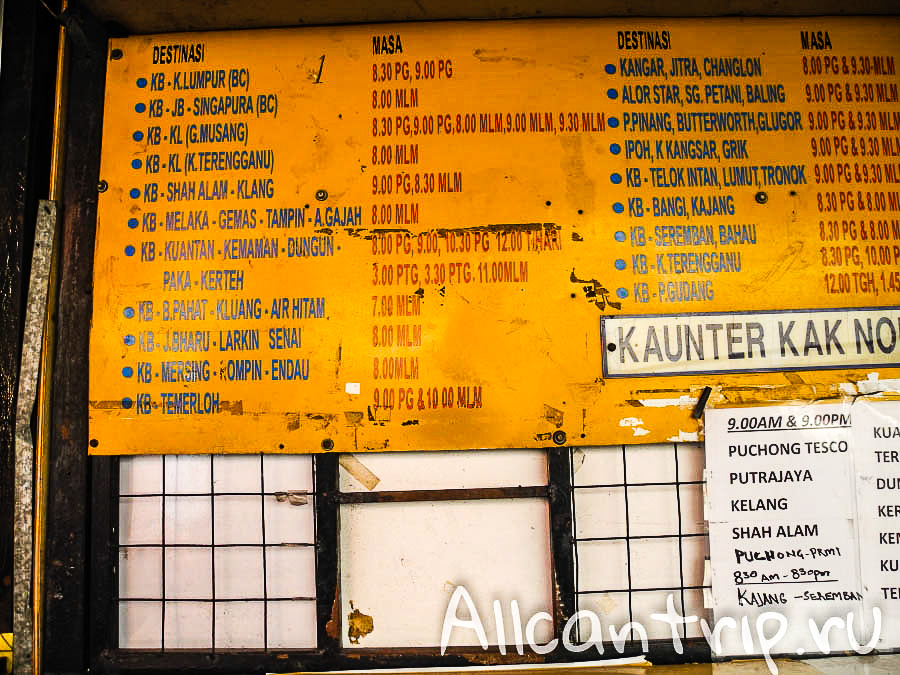 DESTINASI MASA
KB - K.LUMPUR (BC) 8.30 PG, 9.00 PG
KB - JB - SINGAPURA (BC) 8.00 MLM
KB - KL (G.MUSANG) 8.30 PG,9.00 PG,8.00 MLM,9.00 MLM, 9.30 MLM
KB - KL (K.TERENGGANU) 8.00 MLM
KB - SHAH ALAM - KLANG 9.00 PG,8.30 MLM
KB - MELAKA - GEMAS - TAMPIN - A.GAJAH 8.00 MLM
KB - KUANTAN - KEMAMAN - DUNGUN - 8.00 PG, 9.00, 10.30 PG 12.00 T/HARI
PAKA - KERTEH 3.00 PTG, 3.30 PTG. 11.00MLM
KB - B.PAHAT - KLUANG - AIR HITAM 7.00 MLM
KB - J.BHARU - LARKIN SENAI 8.00 MLM
KB - MERSING - ROMPIN - ENDAU 8.00MLM
KB - TEMERLOH 9.00 PG &10 00 MLM
DESTINASI MASA
KANGAR, JITRA, CHANGLON 8.00 PG & 9.30-MLM
ALOR STAR, SG. PETANI, BALING 9.00 PG & 9.30 MLM
P.PINANG, BUTTERWORTH,GLUGOR 9.00 PG & 9.30 MLM
IPOH, K KANGSAR, GRIK 9.00 PG & 9.30
KB - TELOK INTAN, LUMUT,TRONOK 9.00 PG & 9.30
KB - BANGI, KAJANG 8.30 PG & 8.00 M
KB - SEREMBAN, BAHAU 8.30 PG & 8.00 M
KB - K.TERENGGANU 8.30 PG, 10.00 P
KB - P.GUDANG 12.00 TGH, 1.45
KAUNTER KAK NO
9.00AM & 9.00PM
PUCHONG TESCO
PUTRAJAYA
KELANG
SHAH ALAM
PUCHONG-PRMI
830 AM - 830PM
KAJANG - SEREMBAN
KUA
TER
DUN
KER
KEM
KU
TE
Allcantrip.ru